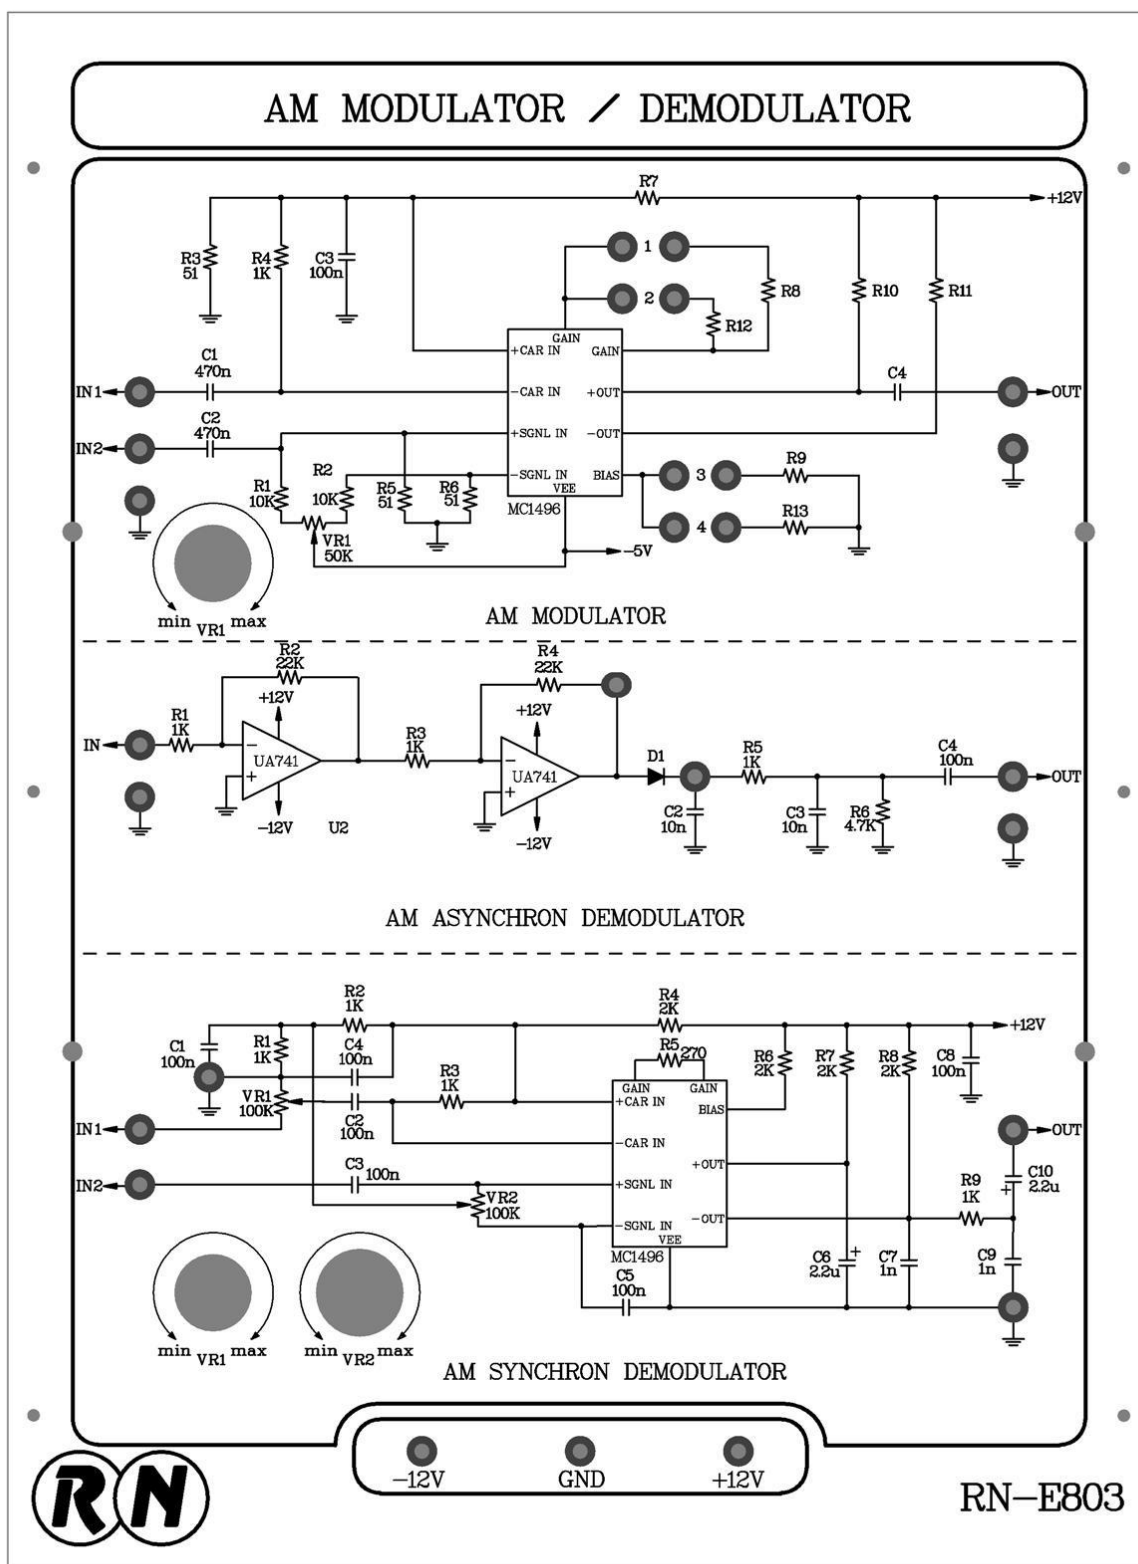 AM MODULATOR / DEMODULATOR
R7
+12V
R3
51
R4
1K
C3
100n
1
2
R8
R12
R10
R11
GAIN
+CAR IN
GAIN
C1
470n
C4
IN1
-CAR IN
+OUT
OUT
C2
470n
IN2
+SGNL IN
-OUT
R1
10K
R2
10K
R5
51
R6
51
-SGNL IN
BIAS
VEE
3
R9
MC1496
4
R13
VR1
50K
-5V
min
VR1
max
AM MODULATOR
R2
22K
R4
22K
+12V
+12V
R1
1K
R3
1K
IN
UA741
UA741
D1
R5
1K
C4
100n
OUT
C2
10n
C3
10n
R6
4.7K
-12V
U2
-12V
AM ASYNCHRON DEMODULATOR
R2
1K
R4
2K
+12V
C1
100n
R1
1K
C4
100n
R5
270
R6
2K
R7
2K
R8
2K
C8
100n
R3
1K
GAIN
GAIN
VR1
100K
+CAR IN
BIAS
C2
100n
IN1
-CAR IN
OUT
C3
100n
+OUT
IN2
+SGNL IN
C10
2.2u
+
VR2
100K
R9
1K
-SGNL IN
-OUT
VEE
MC1496
C5
100n
C6
2.2u
+
C7
1n
C9
1n
min
VR1
max
min
VR2
max
AM SYNCHRON DEMODULATOR
-12V
GND
+12V
RN
RN-E803